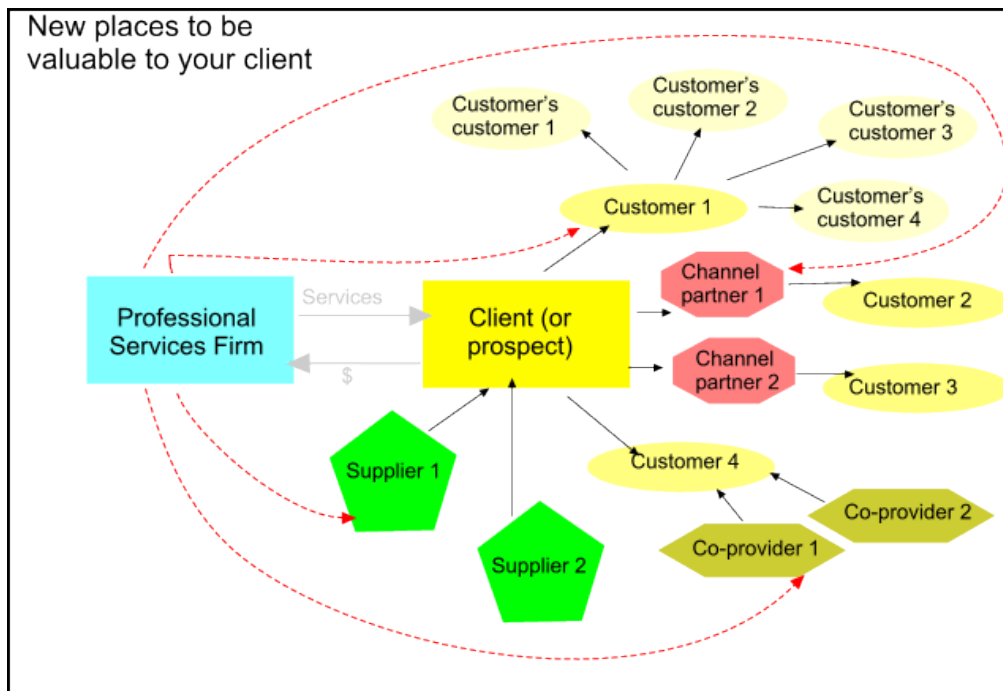 New places to be
valuable to your client
Customer's
customer 1
Customer's
customer 2
Customer's
customer 3
Customer 1
Customer's
customer 4
Channel
partner 1
Customer 2
Services
Professional
Services Firm
Client (or
prospect)
$
Channel
partner 2
Customer 3
Supplier 1
Customer 4
Co-provider 2
Co-provider 1
Supplier 2